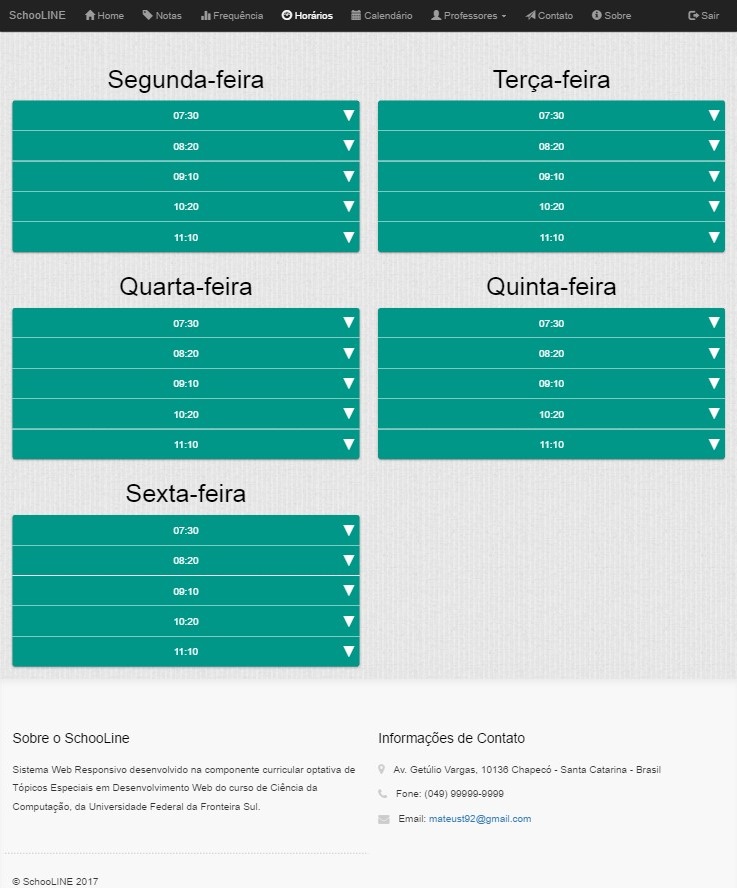 SchooLINE Home Notas Frequência Horários Calendário Professores Contato Sobre Sair
Segunda-feira
07:30
08:20
09:10
10:20
11:10
Terça-feira
07:30
08:20
09:10
10:20
11:10
Quarta-feira
07:30
08:20
09:10
10:20
11:10
Quinta-feira
07:30
08:20
09:10
10:20
11:10
Sexta-feira
07:30
08:20
09:10
10:20
11:10
Sobre o SchooLine
Sistema Web Responsivo desenvolvido na componente curricular optativa de
Tópicos Especiais em Desenvolvimento Web do curso de Ciência da
Computação, da Universidade Federal da Fronteira Sul.
Informações de Contato
Av. Getúlio Vargas, 10136 Chapecó - Santa Catarina - Brasil
Fone: (049) 99999-9999
Email: mateust92@gmail.com
© SchooLINE 2017